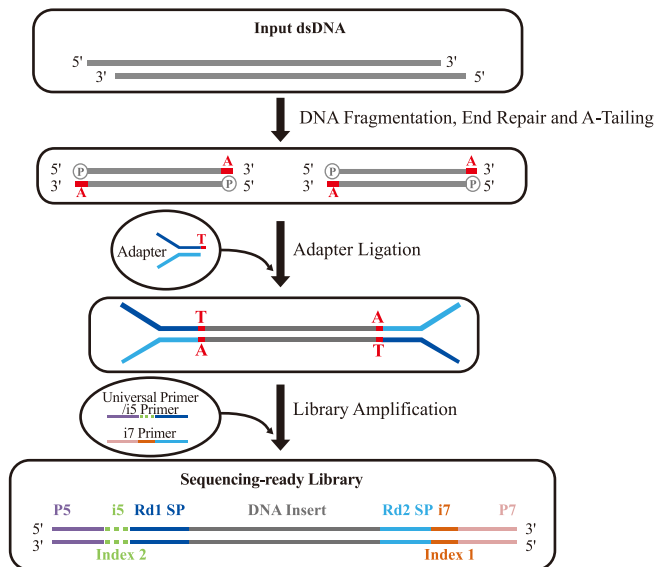 Input dsDNA
5' 3'
3' 5'
DNA Fragmentation, End Repair and A-Tailing
5' P A 3' 5' P A 3'
3' A P 5' 3' A P 5'
Adapter T
Adapter Ligation
T A
A T
Universal Primer
/i5 Primer
i7 Primer
Library Amplification
Sequencing-ready Library
P5 i5 Rd1 SP DNA Insert Rd2 SP i7 P7
5' 3'
3' 5'
Index 2 Index 1